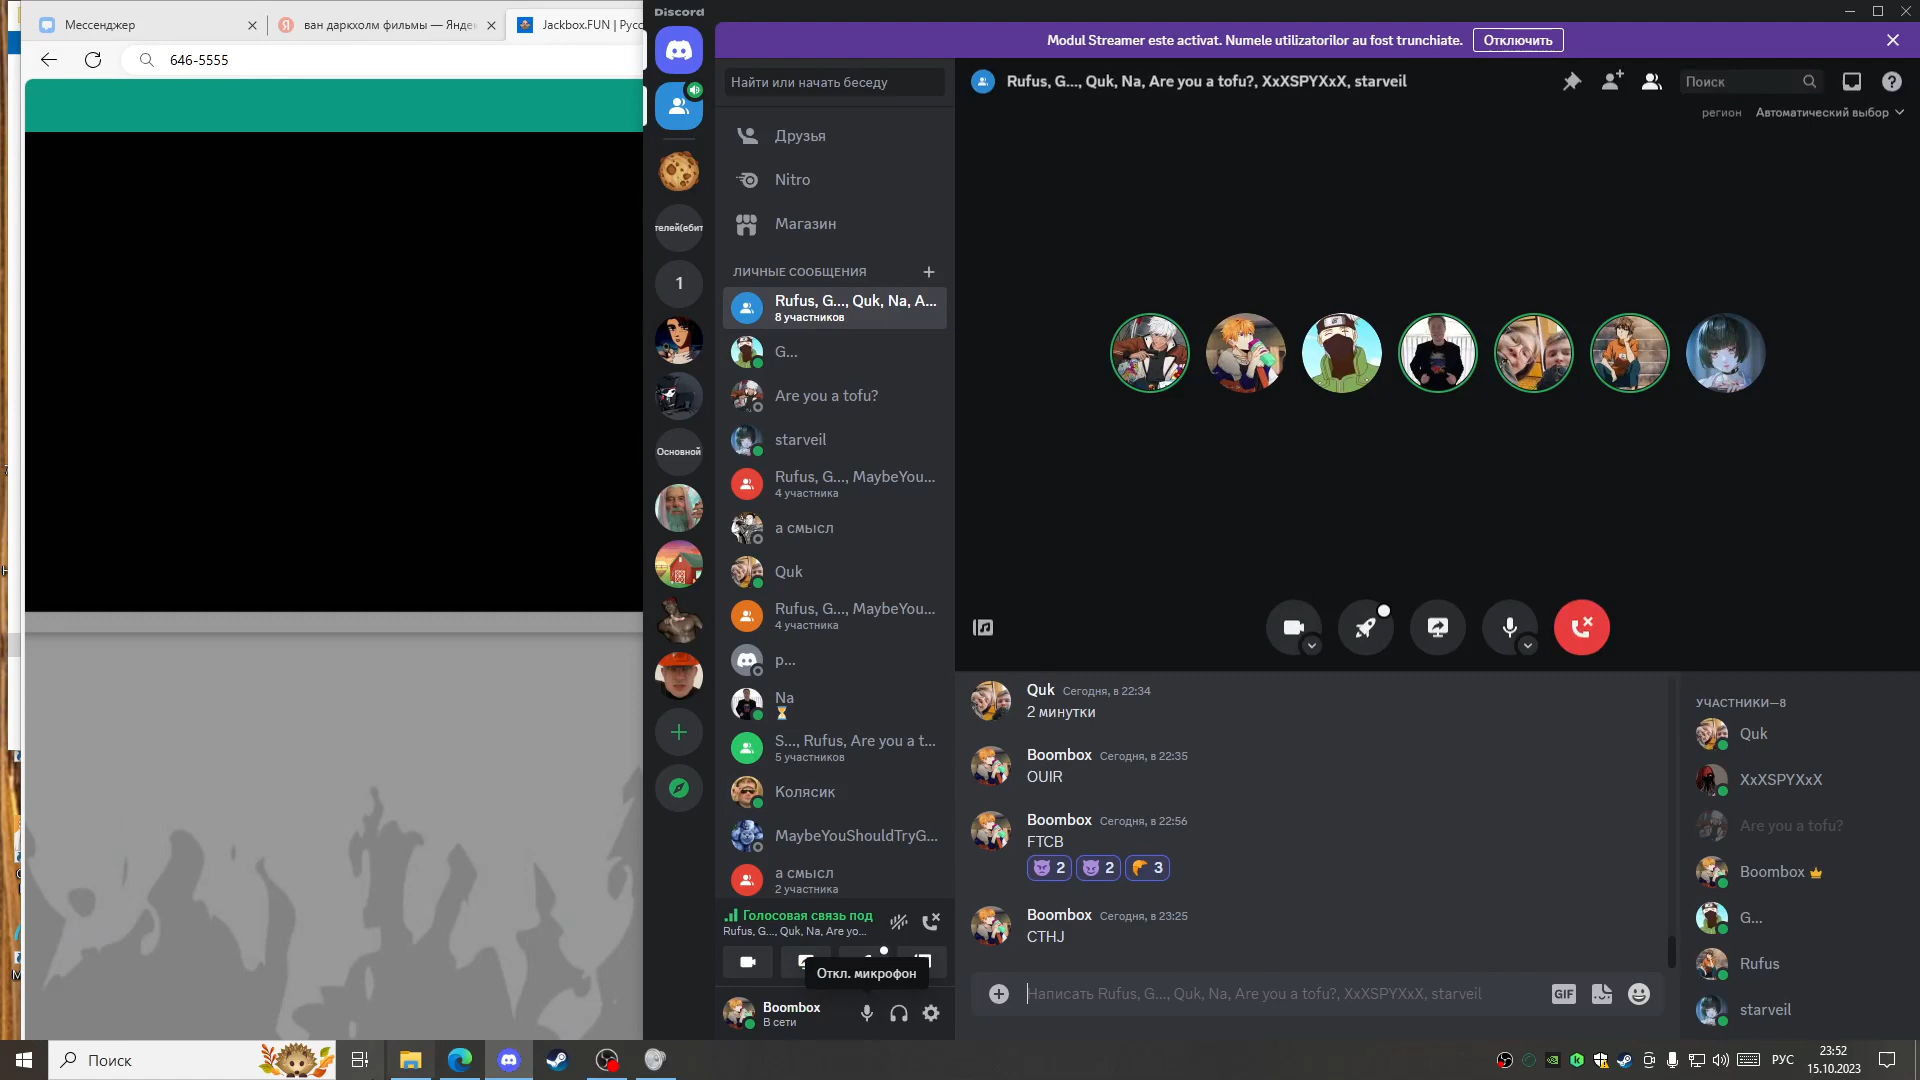 Мессенджер
ван даркхолм фильмы — Яндек
Jackbox.FUN | Русс
646-5555
Discord
Modul Streamer este activat. Numele utilizatorilor au fost trunchiate.
Отключить
Найти или начать беседу
Rufus, G..., Quk, Na, Are you a tofu?, XxXSPYXxX, starveil
Поиск
регион
Автоматический выбор
Друзья
Nitro
Магазин
телей(ебит
1
Основной
ЛИЧНЫЕ СООБЩЕНИЯ
Rufus, G..., Quk, Na, A...
8 участников
G...
Are you a tofu?
starveil
Rufus, G..., MaybeYou...
4 участника
а смысл
Quk
Rufus, G..., MaybeYou...
4 участника
p...
Na
⌛
S..., Rufus, Are you a t...
5 участников
Колясик
MaybeYouShouldTryG...
а смысл
2 участника
Голосовая связь под
Rufus, G..., Quk, Na, Are yo...
Откл. микрофон
Boombox
В сети
Quk Сегодня, в 22:34
2 минутки
Boombox Сегодня, в 22:35
OUIR
Boombox Сегодня, в 22:56
FTCB
2 2 3
Boombox Сегодня, в 23:25
CTHJ
Написать Rufus, G..., Quk, Na, Are you a tofu?, XxXSPYXxX, starveil
GIF
УЧАСТНИКИ—8
Quk
XxXSPYXxX
Are you a tofu?
Boombox
G...
Rufus
starveil
Поиск
РУС
23:52
15.10.2023